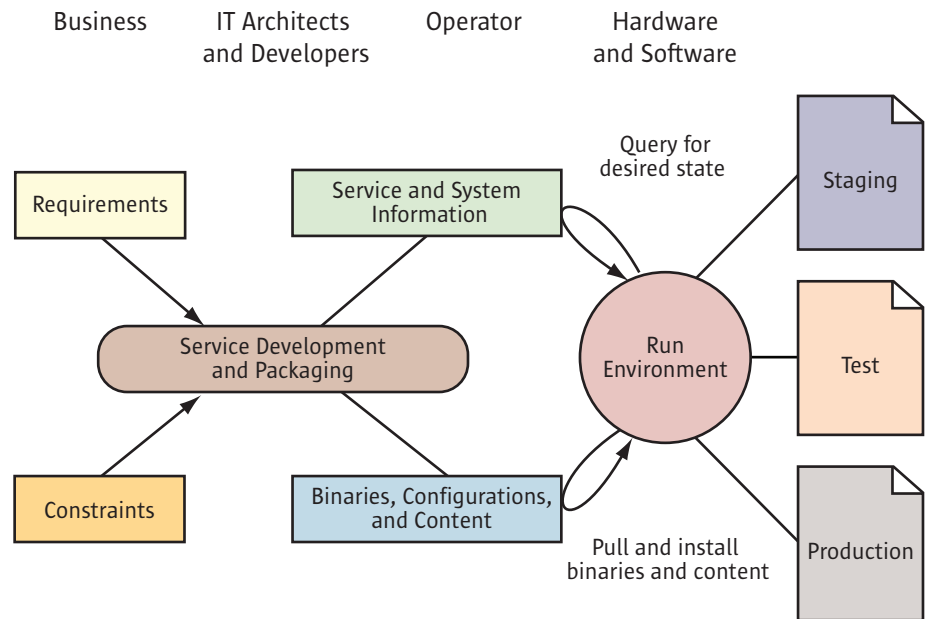 Business
IT Architects
and Developers
Operator
Hardware
and Software
Query for
desired state
Staging
Requirements
Service and System
Information
Service Development
and Packaging
Run
Environment
Test
Constraints
Binaries, Configurations,
and Content
Pull and install
binaries and content
Production